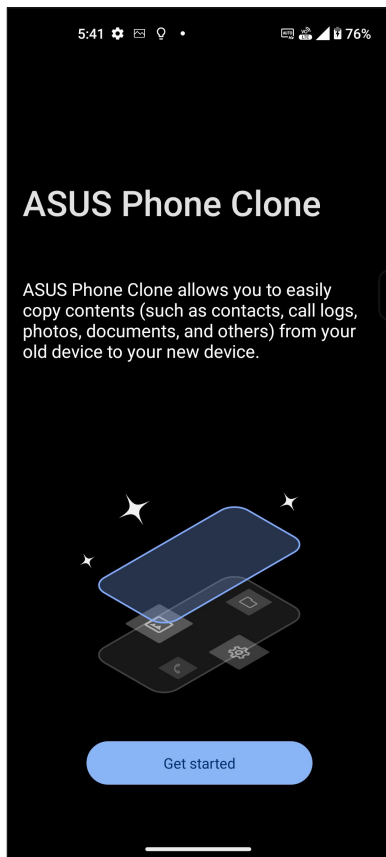 5:41 76%
ASUS Phone Clone
ASUS Phone Clone allows you to easily
copy contents (such as contacts, call logs,
photos, documents, and others) from your
old device to your new device.
Get started